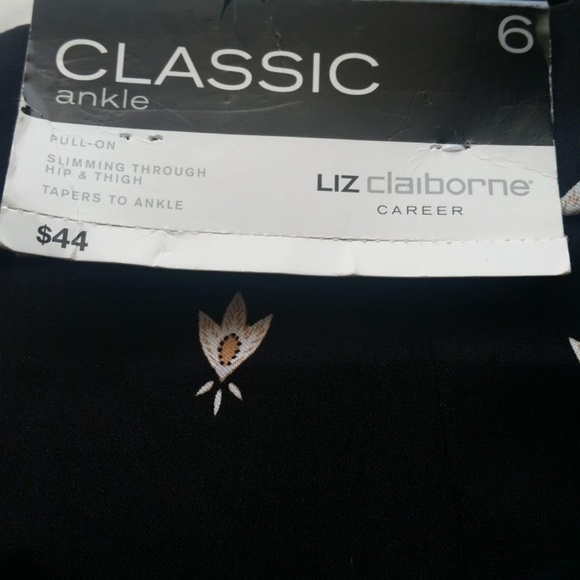 CLASSIC 6
ankle
PULL-ON
SLIMMING THROUGH
HIP & THIGH
TAPERS TO ANKLE
LIZ claiborne®
CAREER
$44